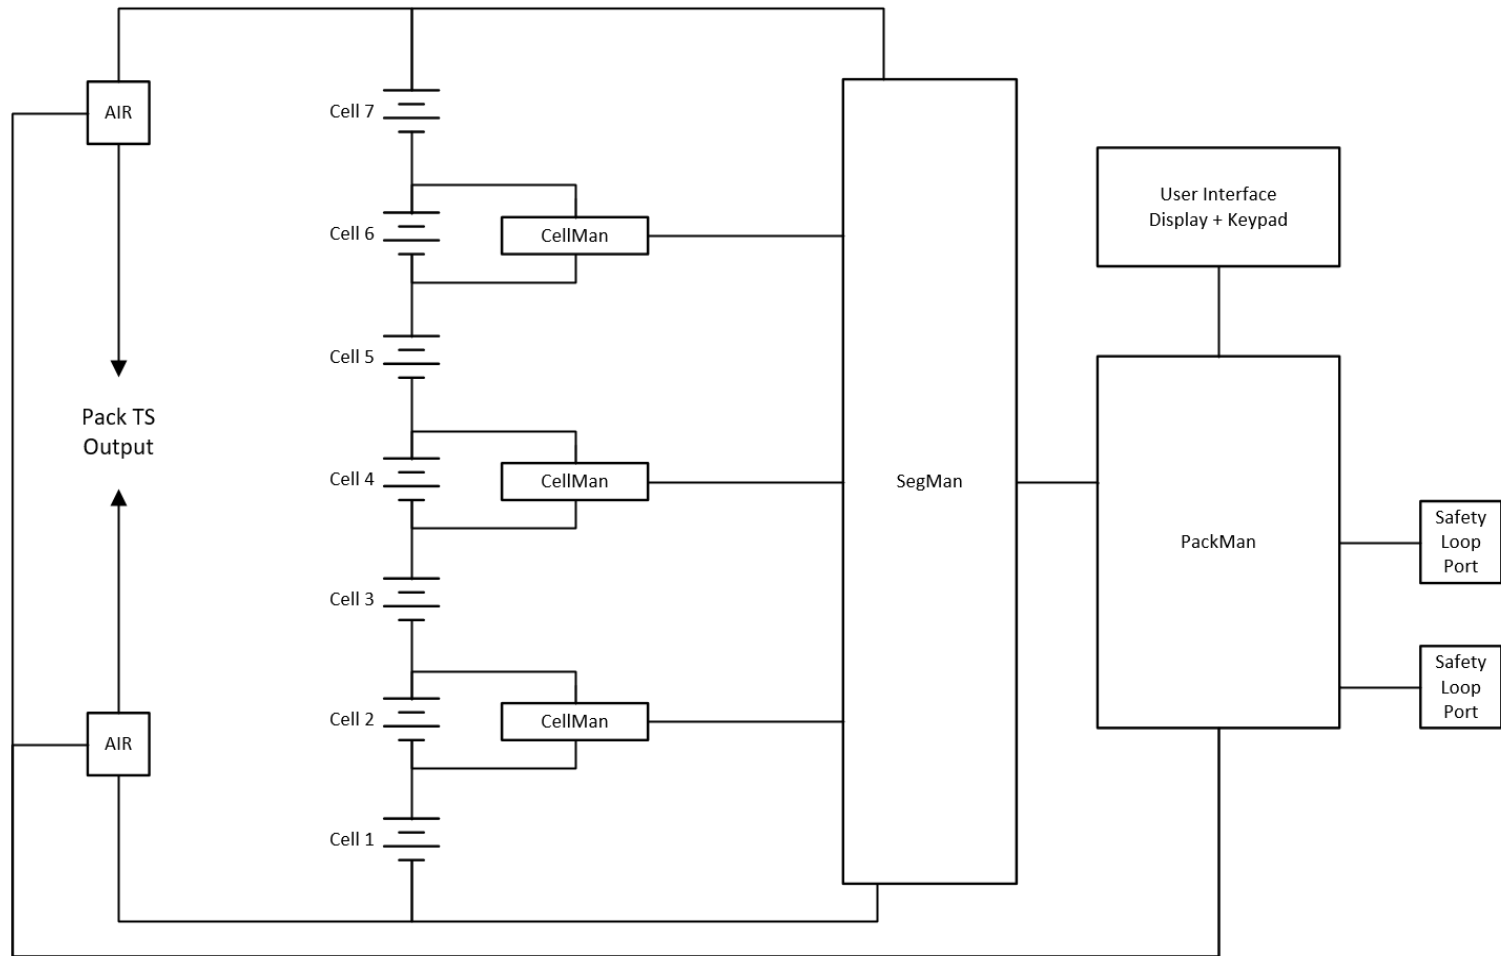 AIR
Cell 7
Cell 6
CellMan
User Interface
Display + Keypad
Cell 5
Pack TS
Output
Cell 4
CellMan
SegMan
PackMan
Safety
Loop
Port
Cell 3
Safety
Loop
Port
Cell 2
CellMan
AIR
Cell 1